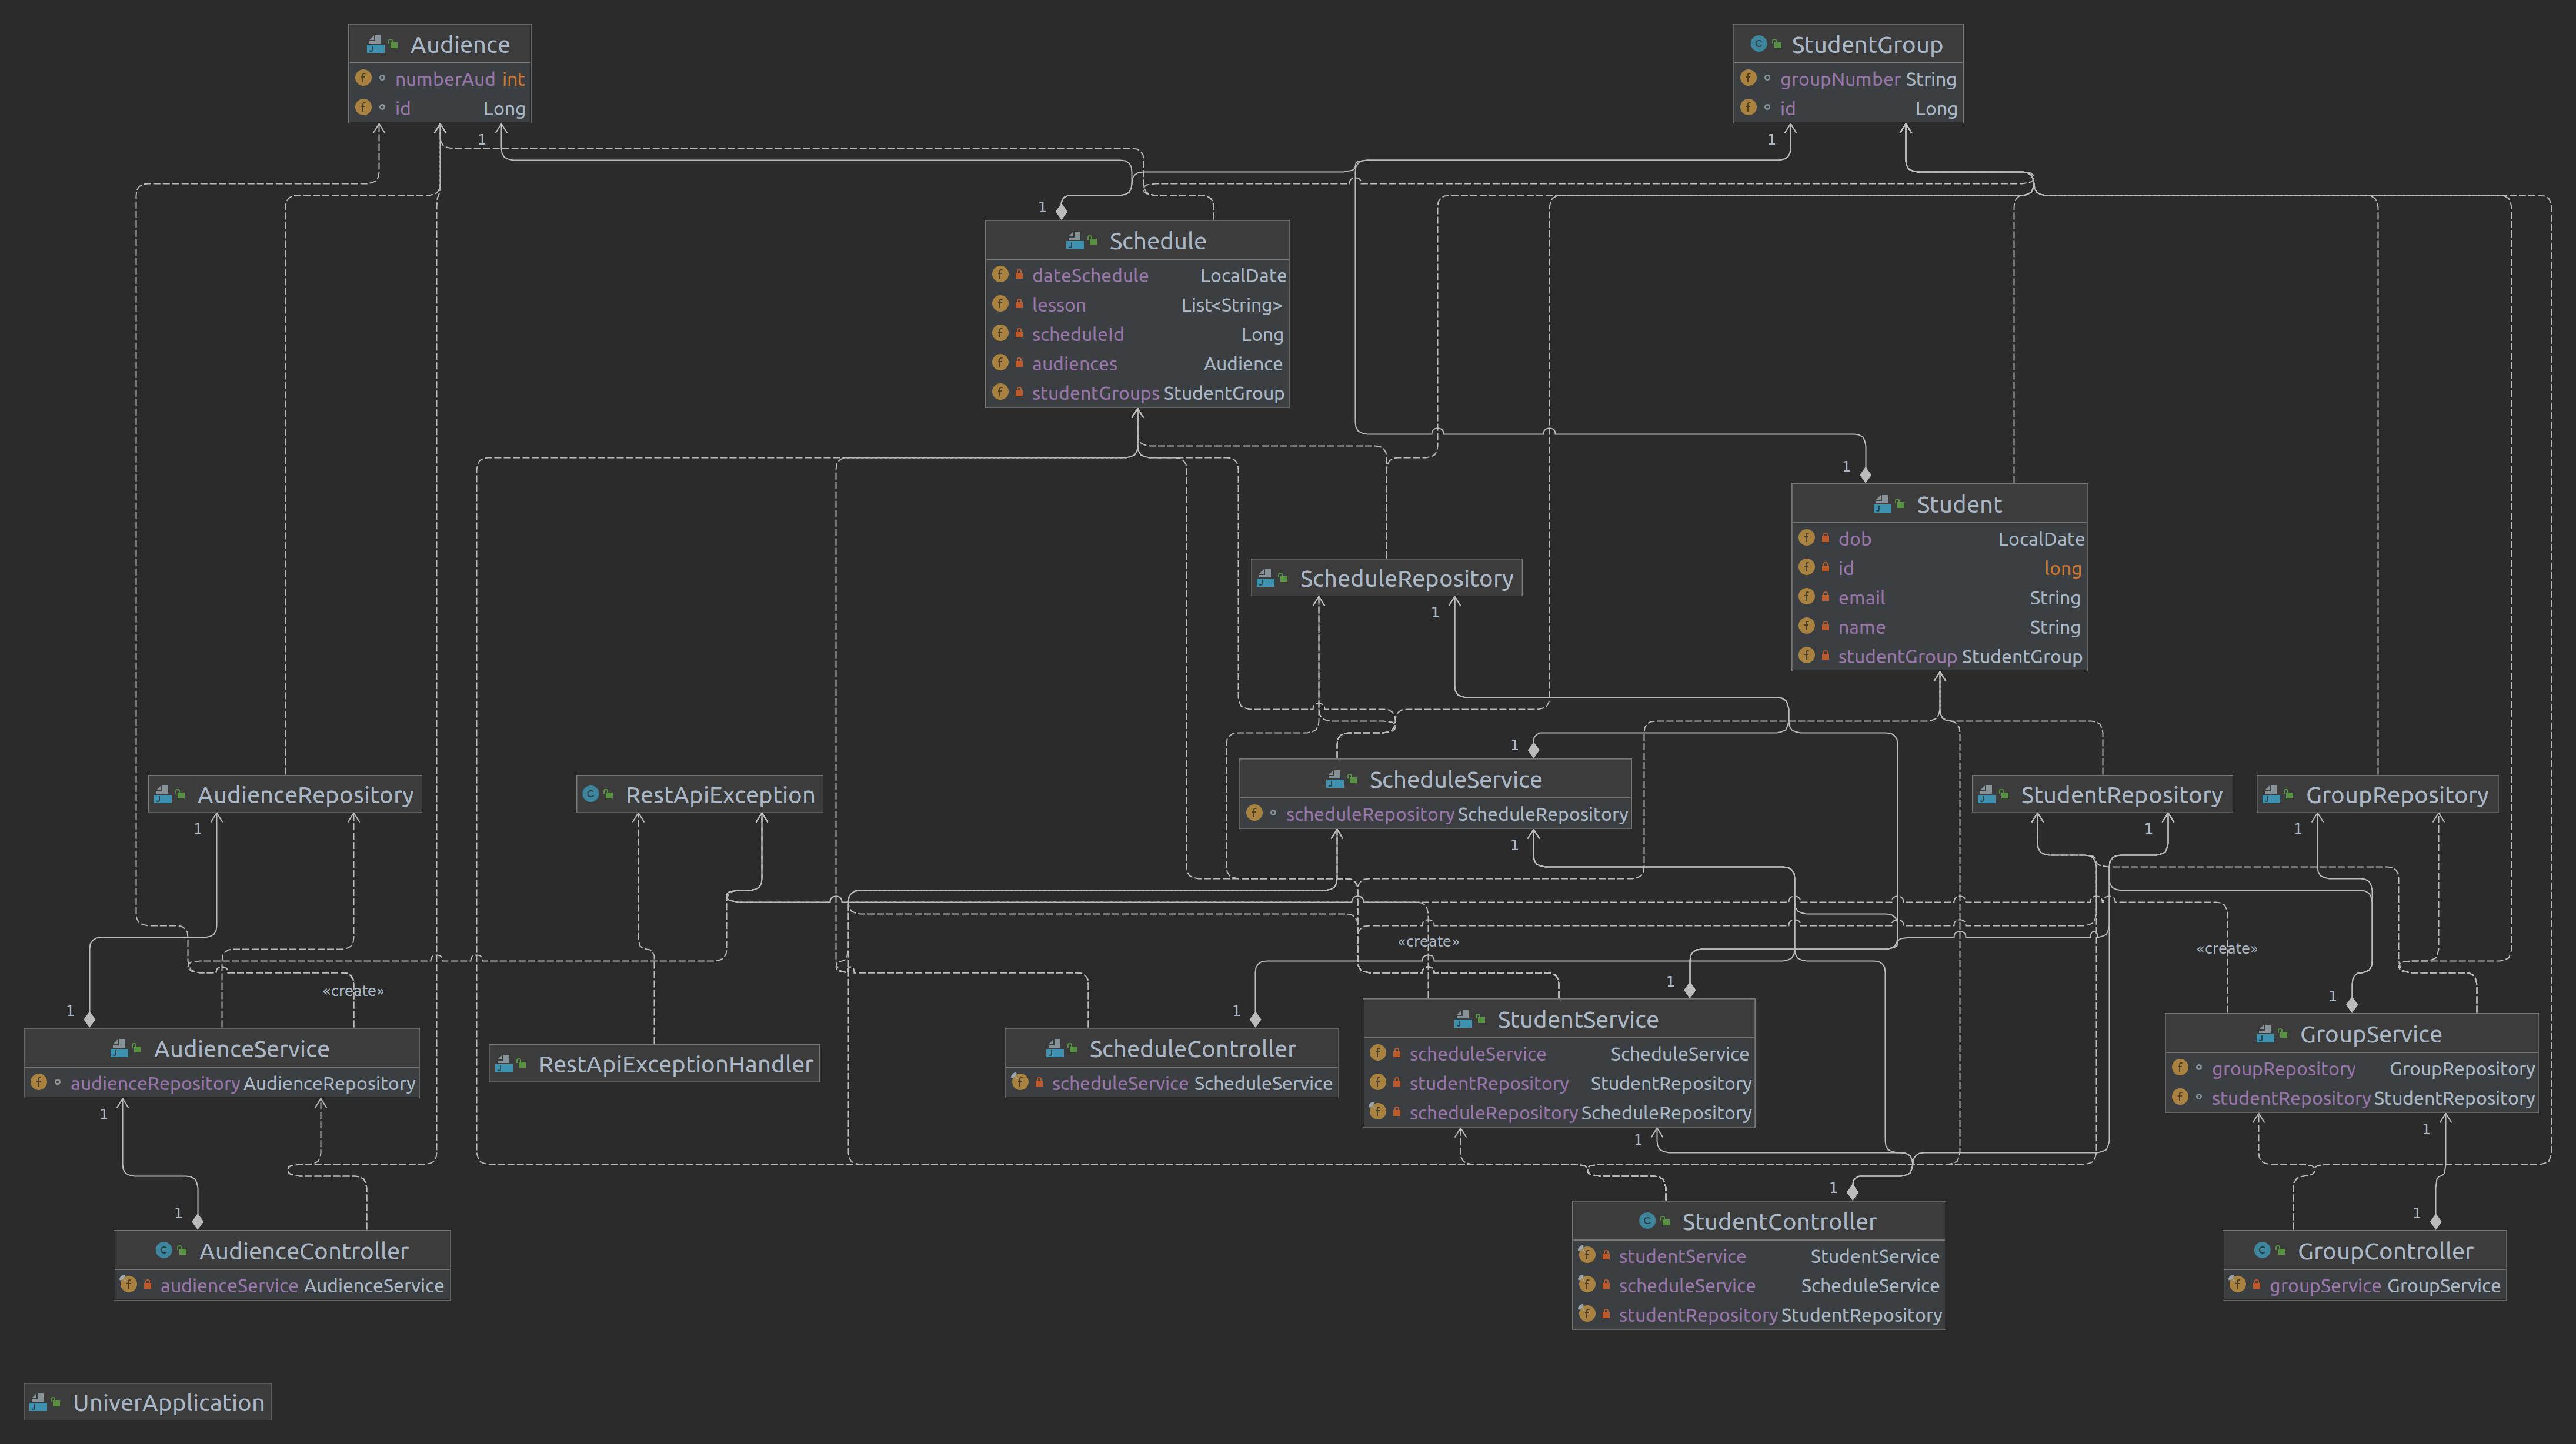 Audience
numberAud int
id Long
1
StudentGroup
groupNumber String
id Long
1
1
Schedule
dateSchedule LocalDate
lesson List<String>
scheduleId Long
audiences Audience
studentGroups StudentGroup
1
Student
dob LocalDate
id long
email String
name String
studentGroup StudentGroup
ScheduleRepository
1
1
ScheduleService
scheduleRepository ScheduleRepository
1
AudienceRepository
1
RestApiException
StudentRepository
1
GroupRepository
1
«create»
«create»
«create»
1
AudienceService
audienceRepository AudienceRepository
1
RestApiExceptionHandler
1
ScheduleController
scheduleService ScheduleService
1
StudentService
scheduleService ScheduleService
studentRepository StudentRepository
scheduleRepository ScheduleRepository
1
1
GroupService
groupRepository GroupRepository
studentRepository StudentRepository
1
1
AudienceController
audienceService AudienceService
1
StudentController
studentService StudentService
scheduleService ScheduleService
studentRepository StudentRepository
1
GroupController
groupService GroupService
UniverApplication